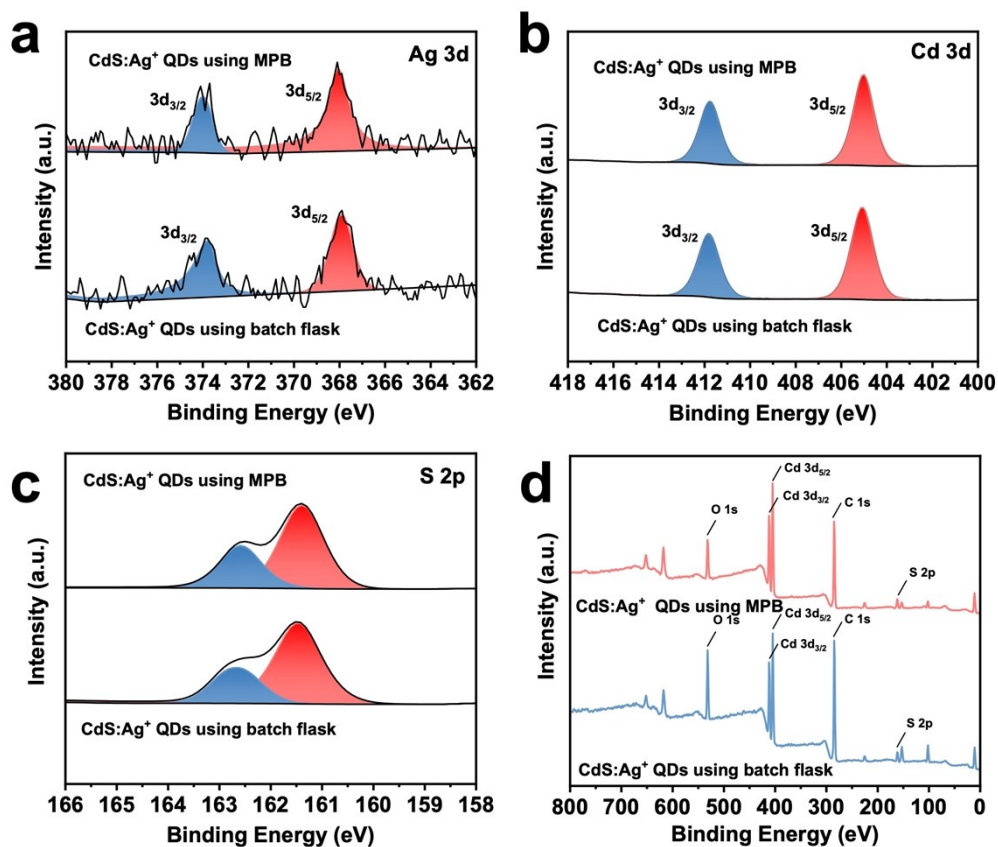 a
Ag 3d
CdS:Ag⁺ QDs using MPB
3d₃/₂
3d₅/₂
3d₃/₂
3d₅/₂
CdS:Ag⁺ QDs using batch flask
Intensity (a.u.)
380 376 374 370 368 366 364 362
Binding Energy (eV)
b
Cd 3d
CdS:Ag⁺ QDs using MPB
3d₃/₂
3d₅/₂
3d₃/₂
3d₅/₂
CdS:Ag⁺ QDs using batch flask
Intensity (a.u.)
418 416 414 412 410 408 406 404 402 400
Binding Energy (eV)
c
S 2p
CdS:Ag⁺ QDs using MPB
CdS:Ag⁺ QDs using batch flask
Intensity (a.u.)
166 165 164 163 162 161 160 159 158
Binding Energy (eV)
d
Cd 3d₅/₂
Cd 3d₃/₂
C 1s
O 1s
S 2p
CdS:Ag⁺ QDs using MPB
Cd 3d₅/₂
O 1s
C 1s
Cd 3d₃/₂
S 2p
CdS:Ag⁺ QDs using batch flask
Intensity (a.u.)
800 700 600 500 400 300 200 100 0
Binding Energy (eV)